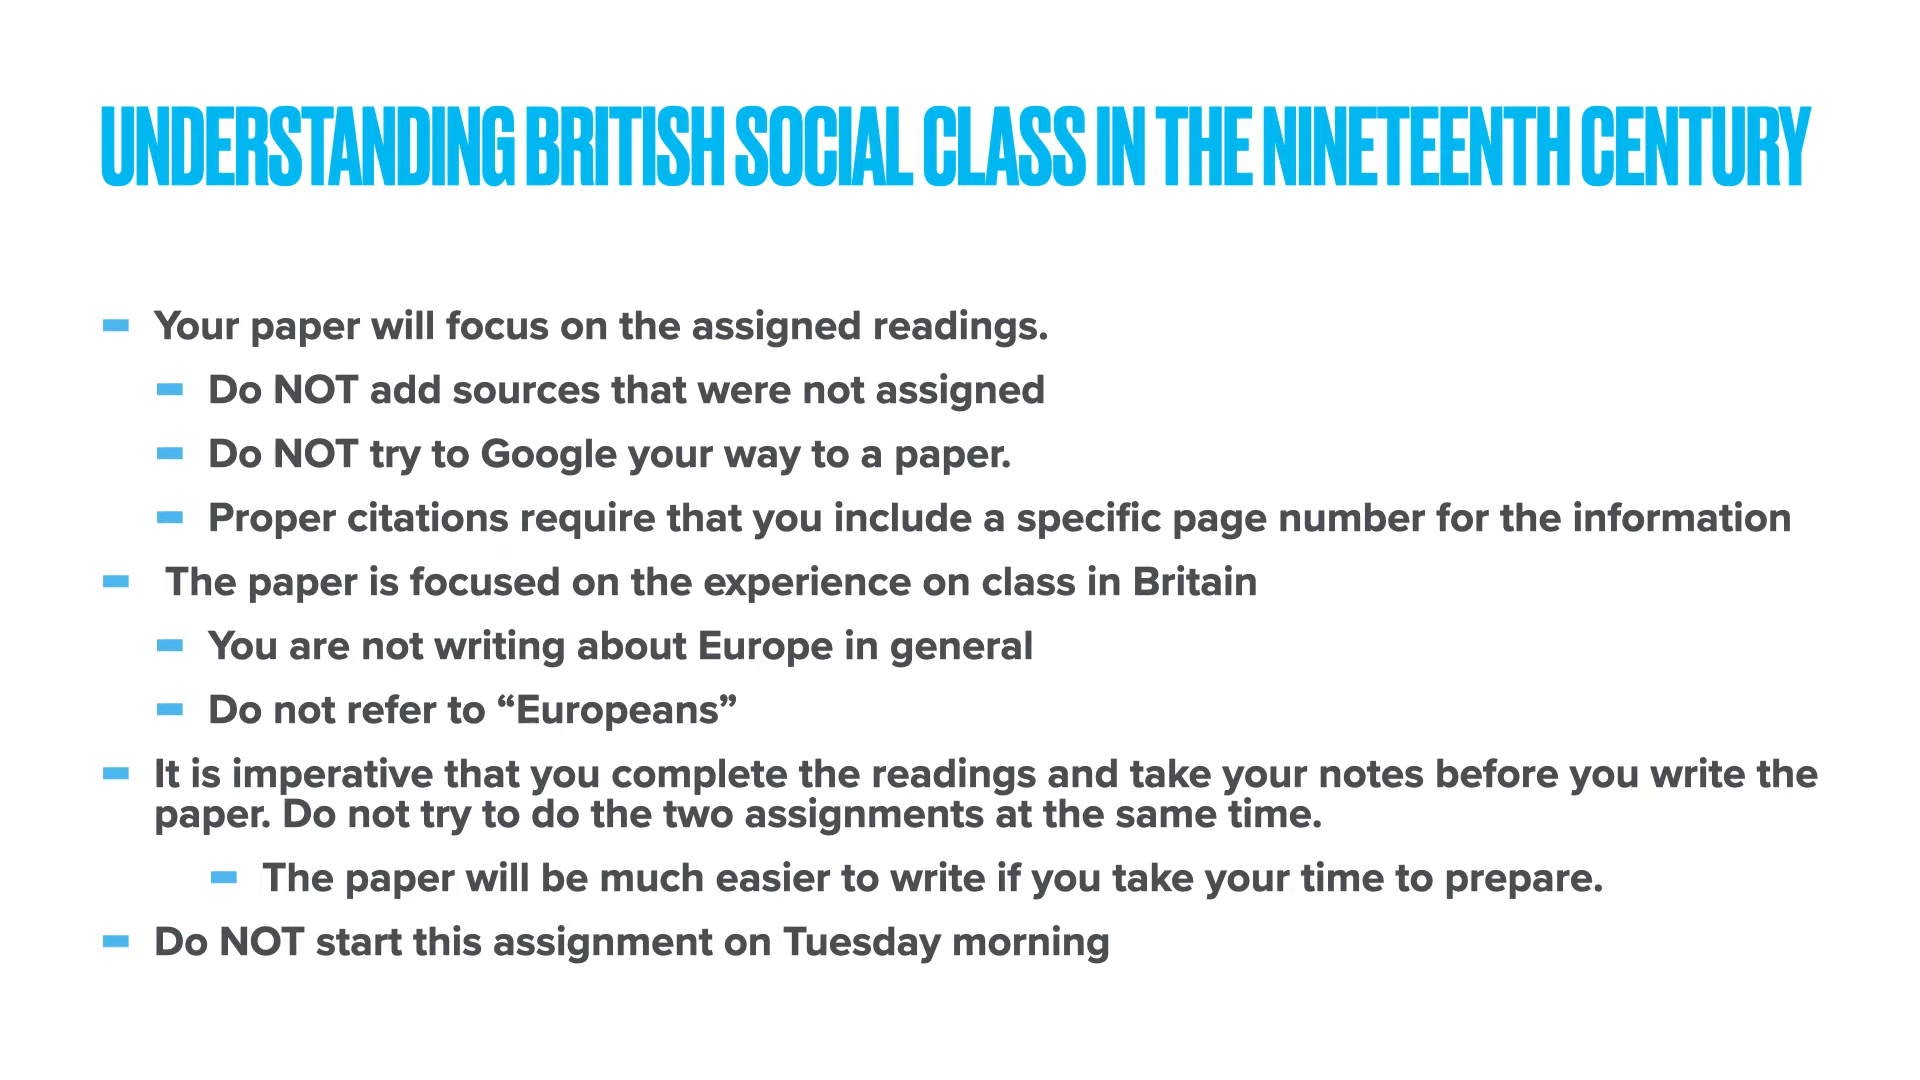 UNDERSTANDING BRITISH SOCIAL CLASS IN THE NINETEENTH CENTURY
Your paper will focus on the assigned readings.
Do NOT add sources that were not assigned
Do NOT try to Google your way to a paper.
Proper citations require that you include a specific page number for the information
The paper is focused on the experience on class in Britain
You are not writing about Europe in general
Do not refer to “Europeans”
It is imperative that you complete the readings and take your notes before you write the
paper. Do not try to do the two assignments at the same time.
The paper will be much easier to write if you take your time to prepare.
Do NOT start this assignment on Tuesday morning